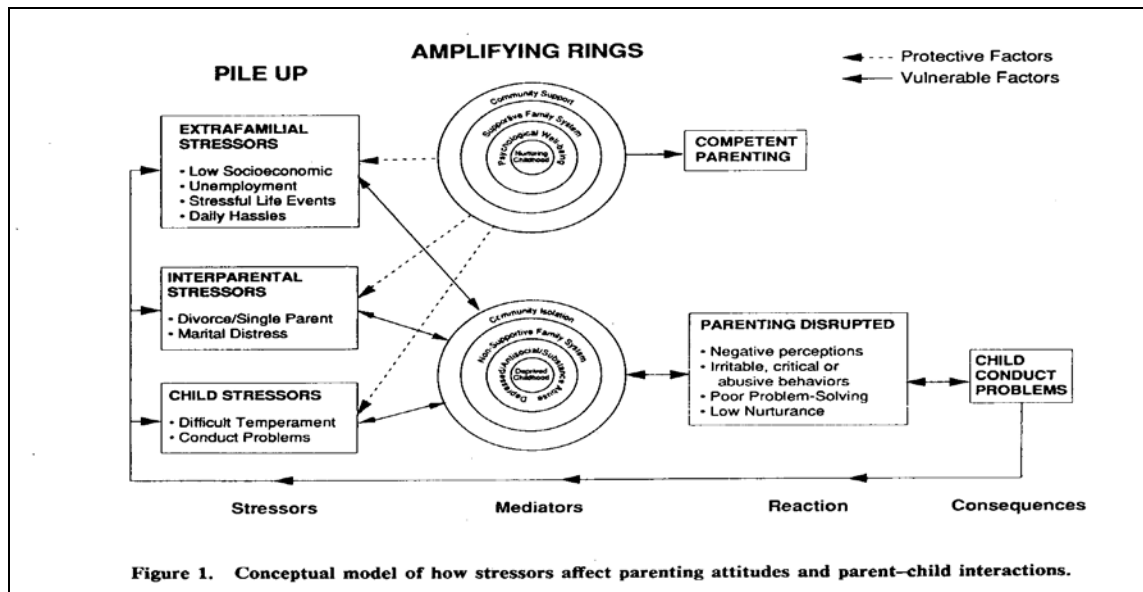 AMPLIFYING RINGS
PILE UP
Protective Factors
Vulnerable Factors
EXTRAFAMILIAL
STRESSORS
• Low Socioeconomic
• Unemployment
• Stressful Life Events
• Daily Hassles
Community Support
Supportive Family System
Psychological Well-being
Nurturing
Childhood
COMPETENT
PARENTING
INTERPARENTAL
STRESSORS
• Divorce/Single Parent
• Marital Distress
CHILD STRESSORS
• Difficult Temperament
• Conduct Problems
Community Isolation
Non-Supportive Family System
Depressed/Antisocial/Substance Abuse
Deprived
Childhood
PARENTING DISRUPTED
• Negative perceptions
• Irritable, critical or
abusive behaviors
• Poor Problem-Solving
• Low Nurturance
CHILD
CONDUCT
PROBLEMS
Stressors
Mediators
Reaction
Consequences
Figure 1. Conceptual model of how stressors affect parenting attitudes and parent–child interactions.